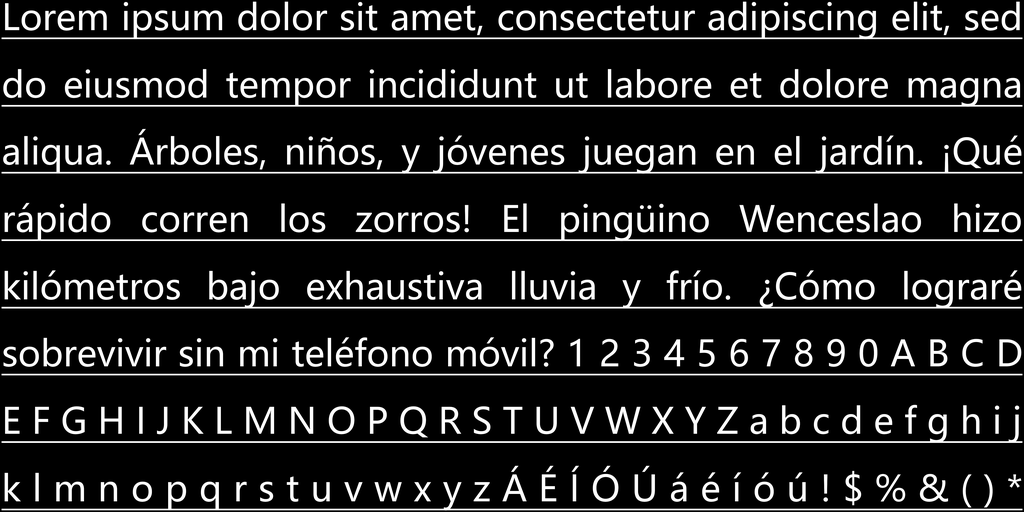 Lorem ipsum dolor sit amet, consectetur adipiscing elit, sed
do eiusmod tempor incididunt ut labore et dolore magna
aliqua. Árboles, niños, y jóvenes juegan en el jardín. ¡Qué
rápido corren los zorros! El pingüino Wenceslao hizo
kilómetros bajo exhaustiva lluvia y frío. ¿Cómo lograré
sobrevivir sin mi teléfono móvil? 1 2 3 4 5 6 7 8 9 0 A B C D
E F G H I J K L M N O P Q R S T U V W X Y Z a b c d e f g h i j
k l m n o p q r s t u v w x y z Á É Í Ó Ú á é í ó ú ! $ % & ( ) *